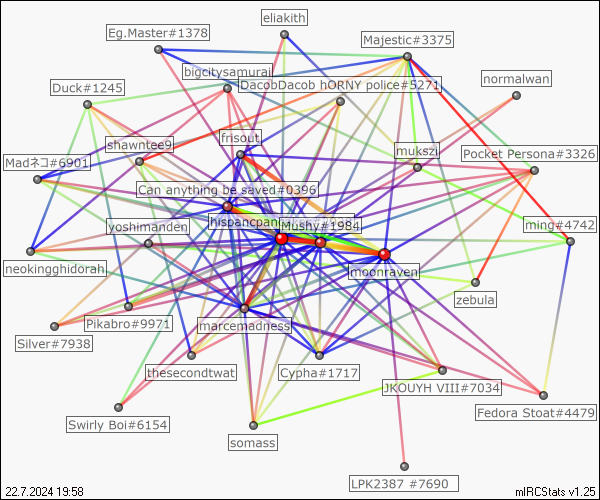 eliakith
Eg.Master#1378
Majestic#3375
bigcitysamurai
normalwan
DacobDacob hORNY police#5271
Duck#1245
shawntee9
frisout
mukszi
Madネコ#6901
Pocket Persona#3326
Can anything be saved#0396
yoshimanden
hispancpan
Mushy#1984
ming#4742
neokingghidorah
moonraven
zebula
Pikabro#9971
marcemadness
Silver#7938
thesecondtwat
Cypha#1717
JKOUYH VIII#7034
Swirly Boi#6154
Fedora Stoat#4479
somass
LPK2387 #7690
22.7.2024 19:58
mIRCStats v1.25